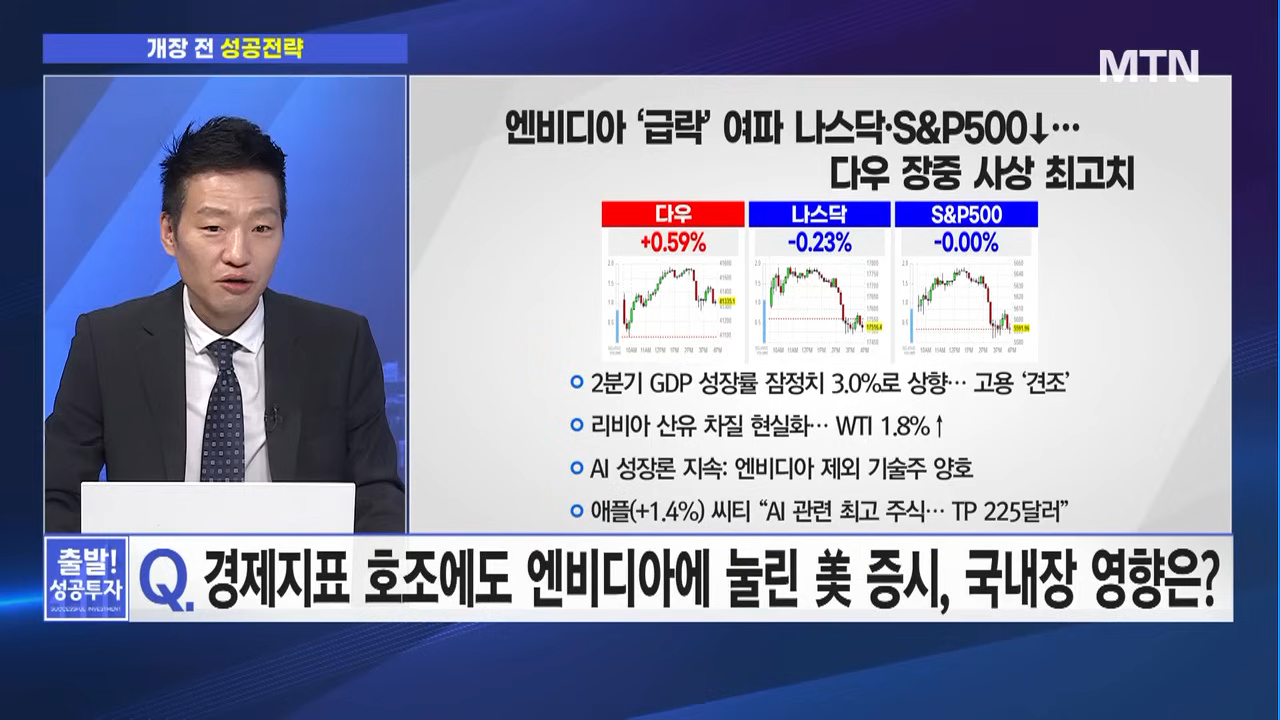 개장 전 성공전략
MTN
엔비디아 ‘급락’ 여파 나스닥·S&P500↓…
다우 장중 사상 최고치
다우
+0.59%
나스닥
-0.23%
S&P500
-0.00%
2분기 GDP 성장률 잠정치 3.0%로 상향… 고용 ‘견조’
리비아 산유 차질 현실화… WTI 1.8%↑
AI 성장론 지속: 엔비디아 제외 기술주 양호
애플(+1.4%) 씨티 “AI 관련 최고 주식… TP 225달러”
출발!
성공투자
SUCCESSFUL INVESTMENT
Q. 경제지표 호조에도 엔비디아에 눌린 美 증시, 국내장 영향은?